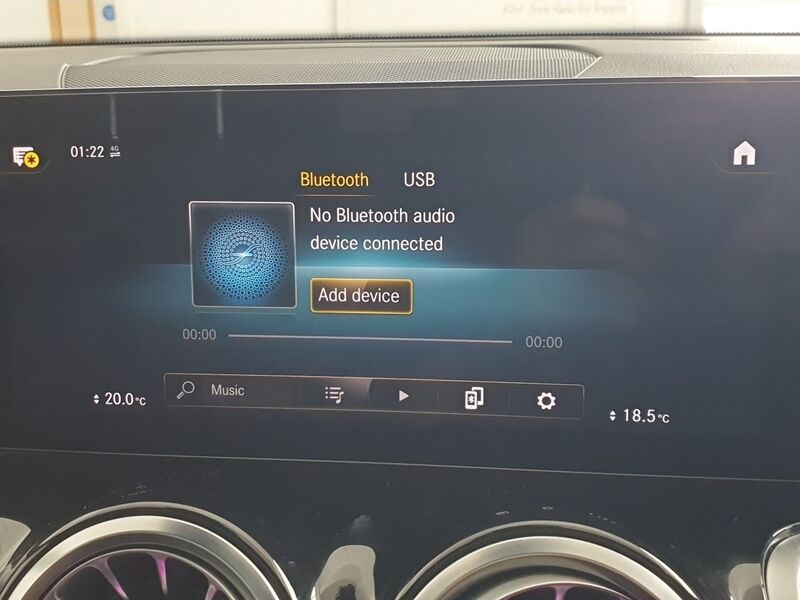 01:22 4G
Bluetooth USB
No Bluetooth audio
device connected
Add device
00:00 00:00
Music
20.0°C 18.5°C